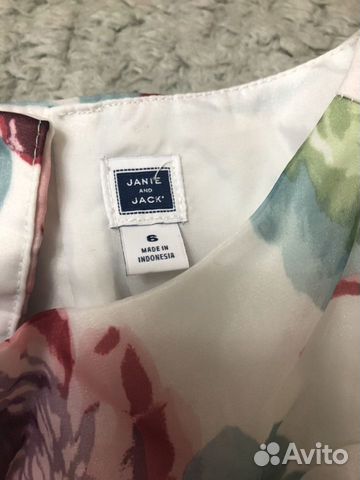 JANIE
AND
JACK®
6
MADE IN
INDONESIA
Avito